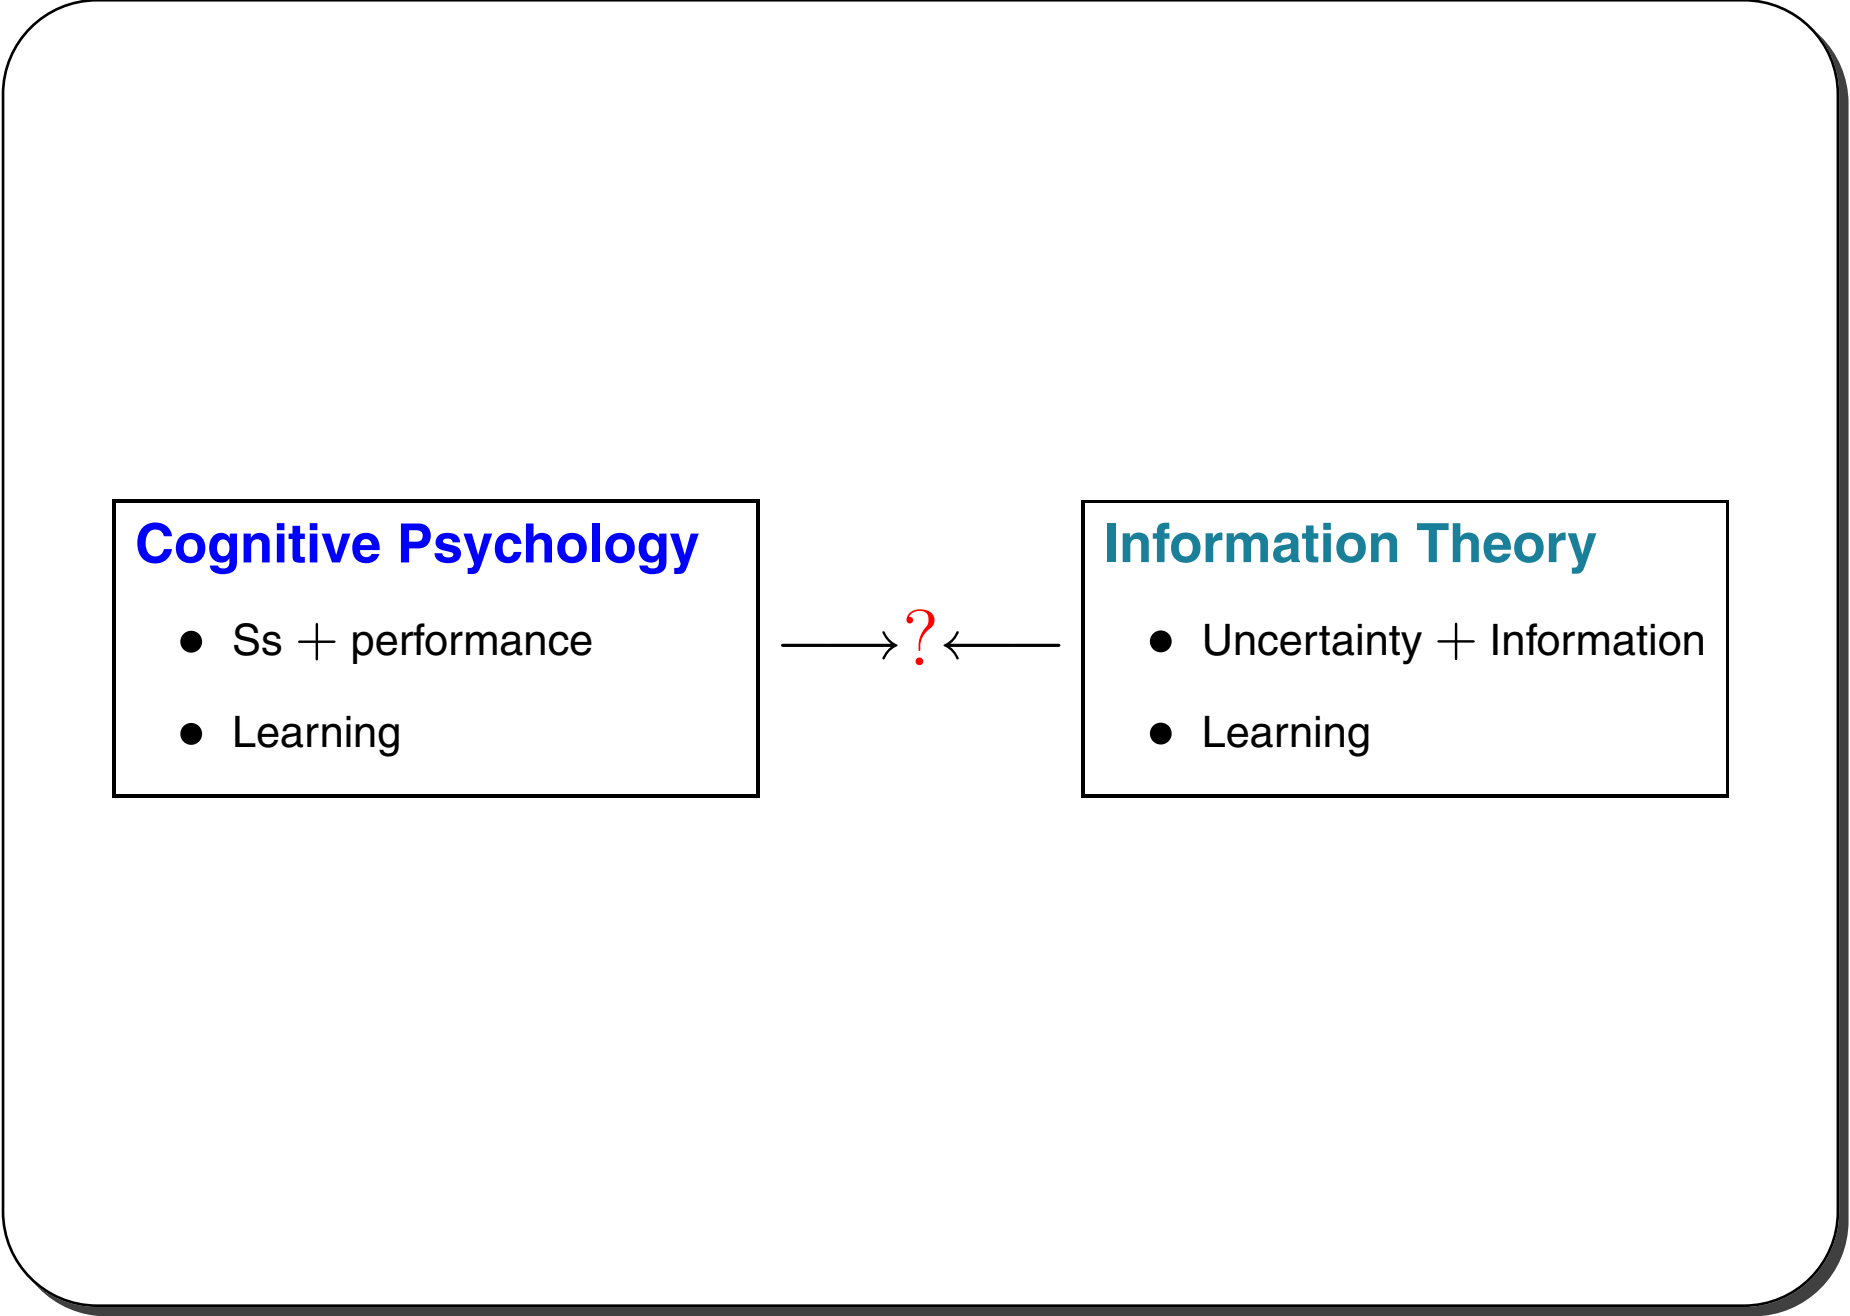 Cognitive Psychology
● Ss + performance
● Learning
→?←
Information Theory
● Uncertainty + Information
● Learning